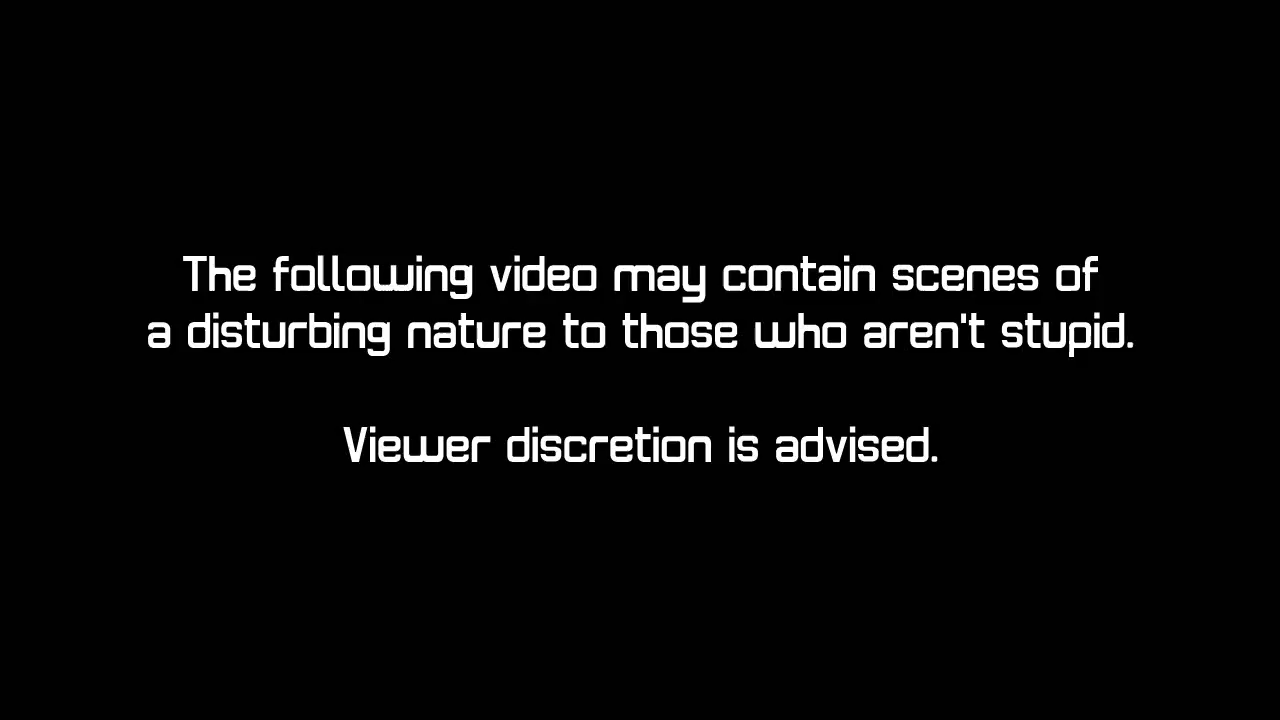 The following video may contain scenes of
a disturbing nature to those who aren't stupid.
Viewer discretion is advised.